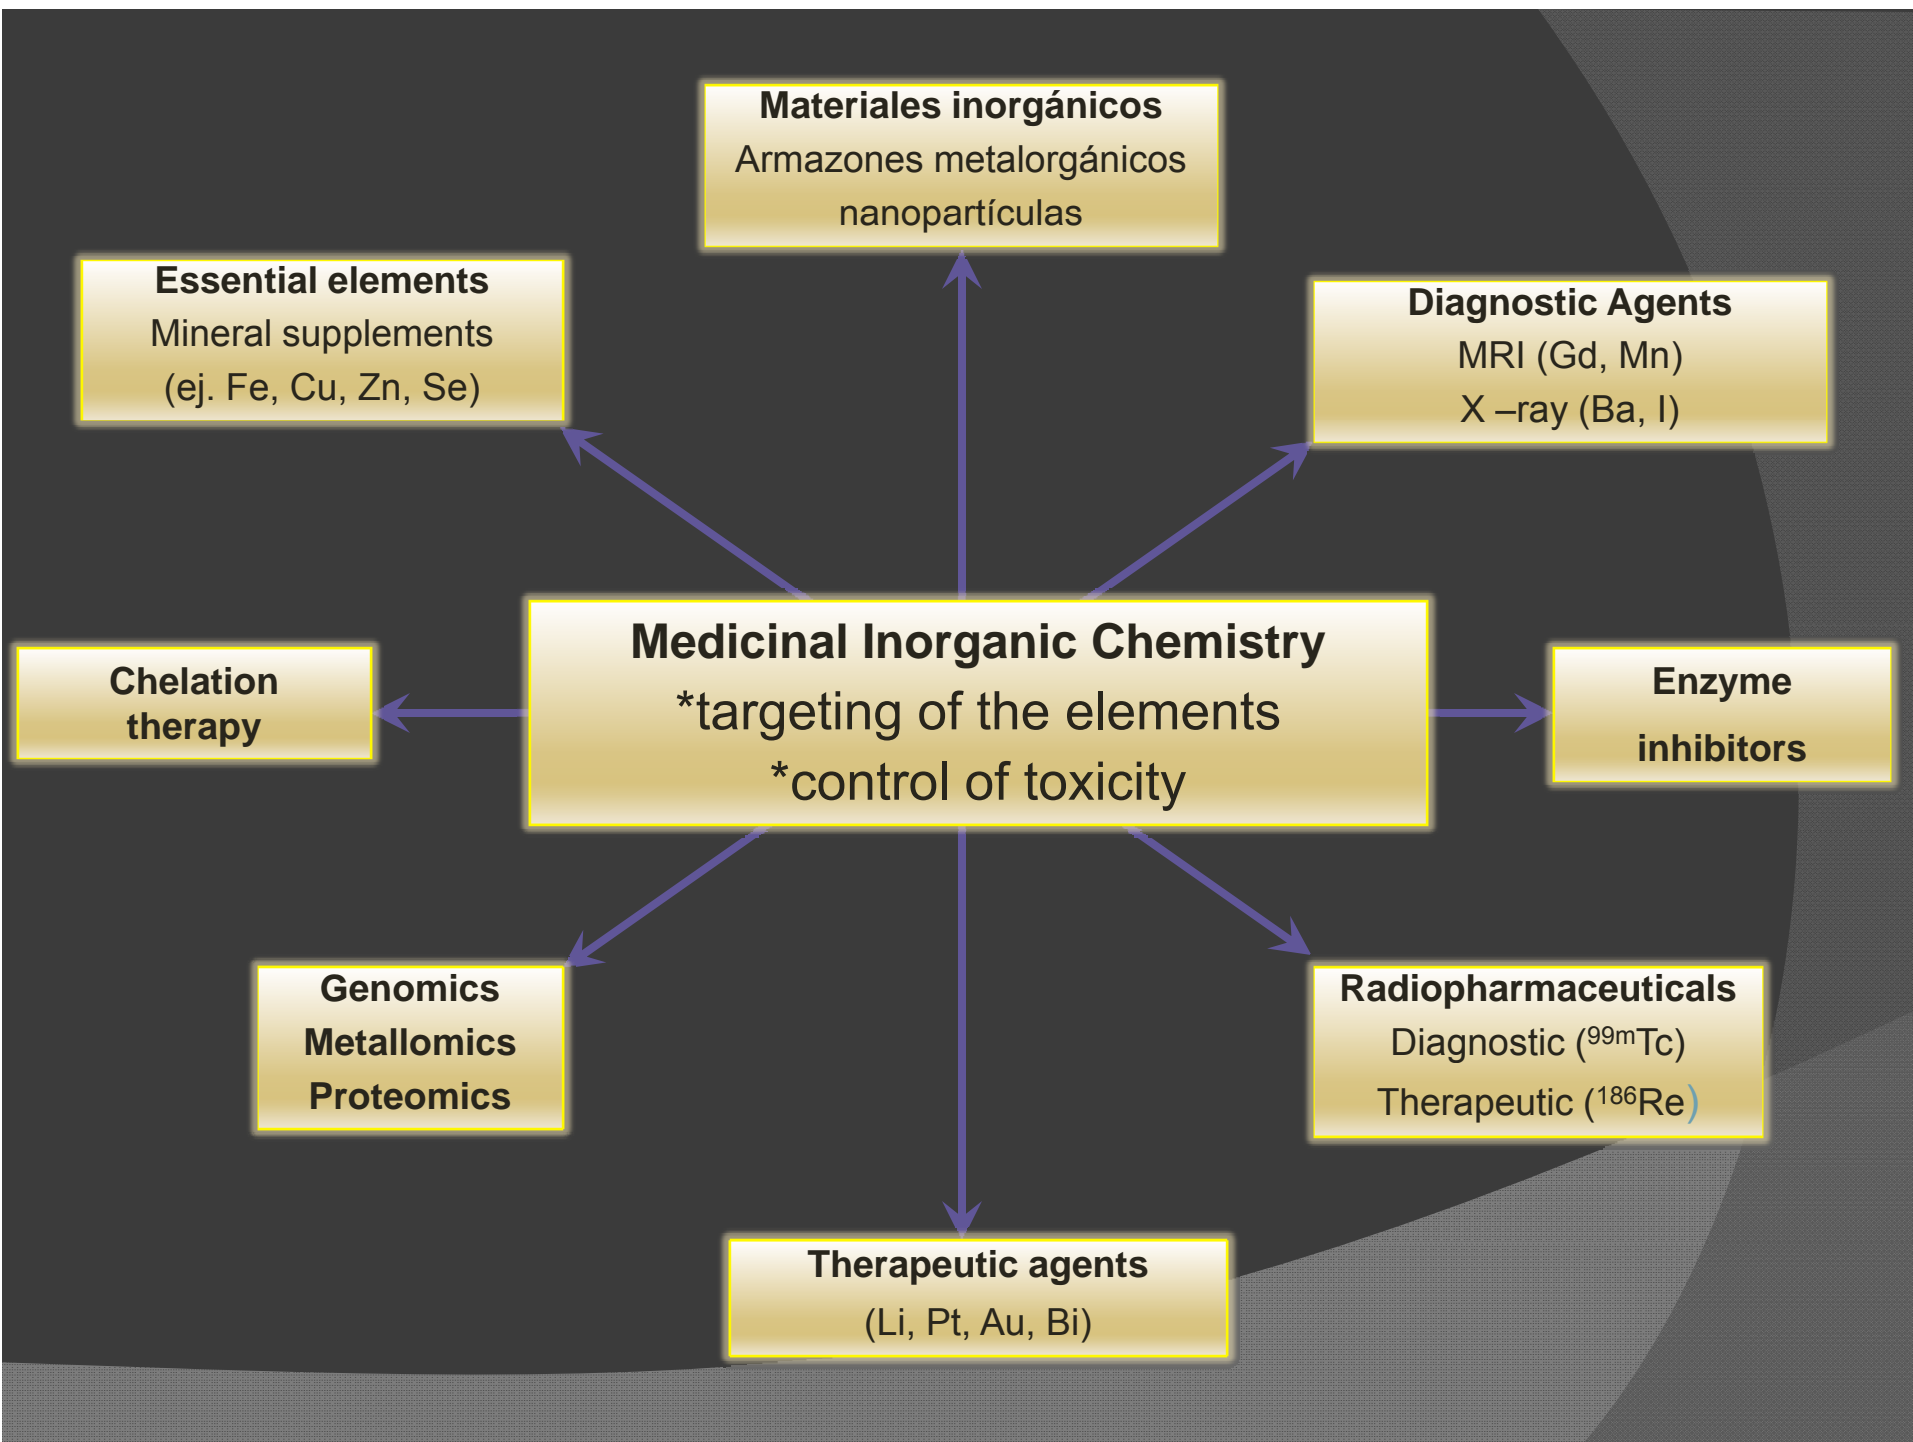 Materiales inorgánicos
Armazones metalorgánicos
nanopartículas
Essential elements
Mineral supplements
(ej. Fe, Cu, Zn, Se)
Diagnostic Agents
MRI (Gd, Mn)
X –ray (Ba, I)
Medicinal Inorganic Chemistry
*targeting of the elements
*control of toxicity
Chelation
therapy
Enzyme
inhibitors
Genomics
Metallomics
Proteomics
Radiopharmaceuticals
Diagnostic (⁹⁹ᵐTc)
Therapeutic (¹⁸⁶Re)
Therapeutic agents
(Li, Pt, Au, Bi)